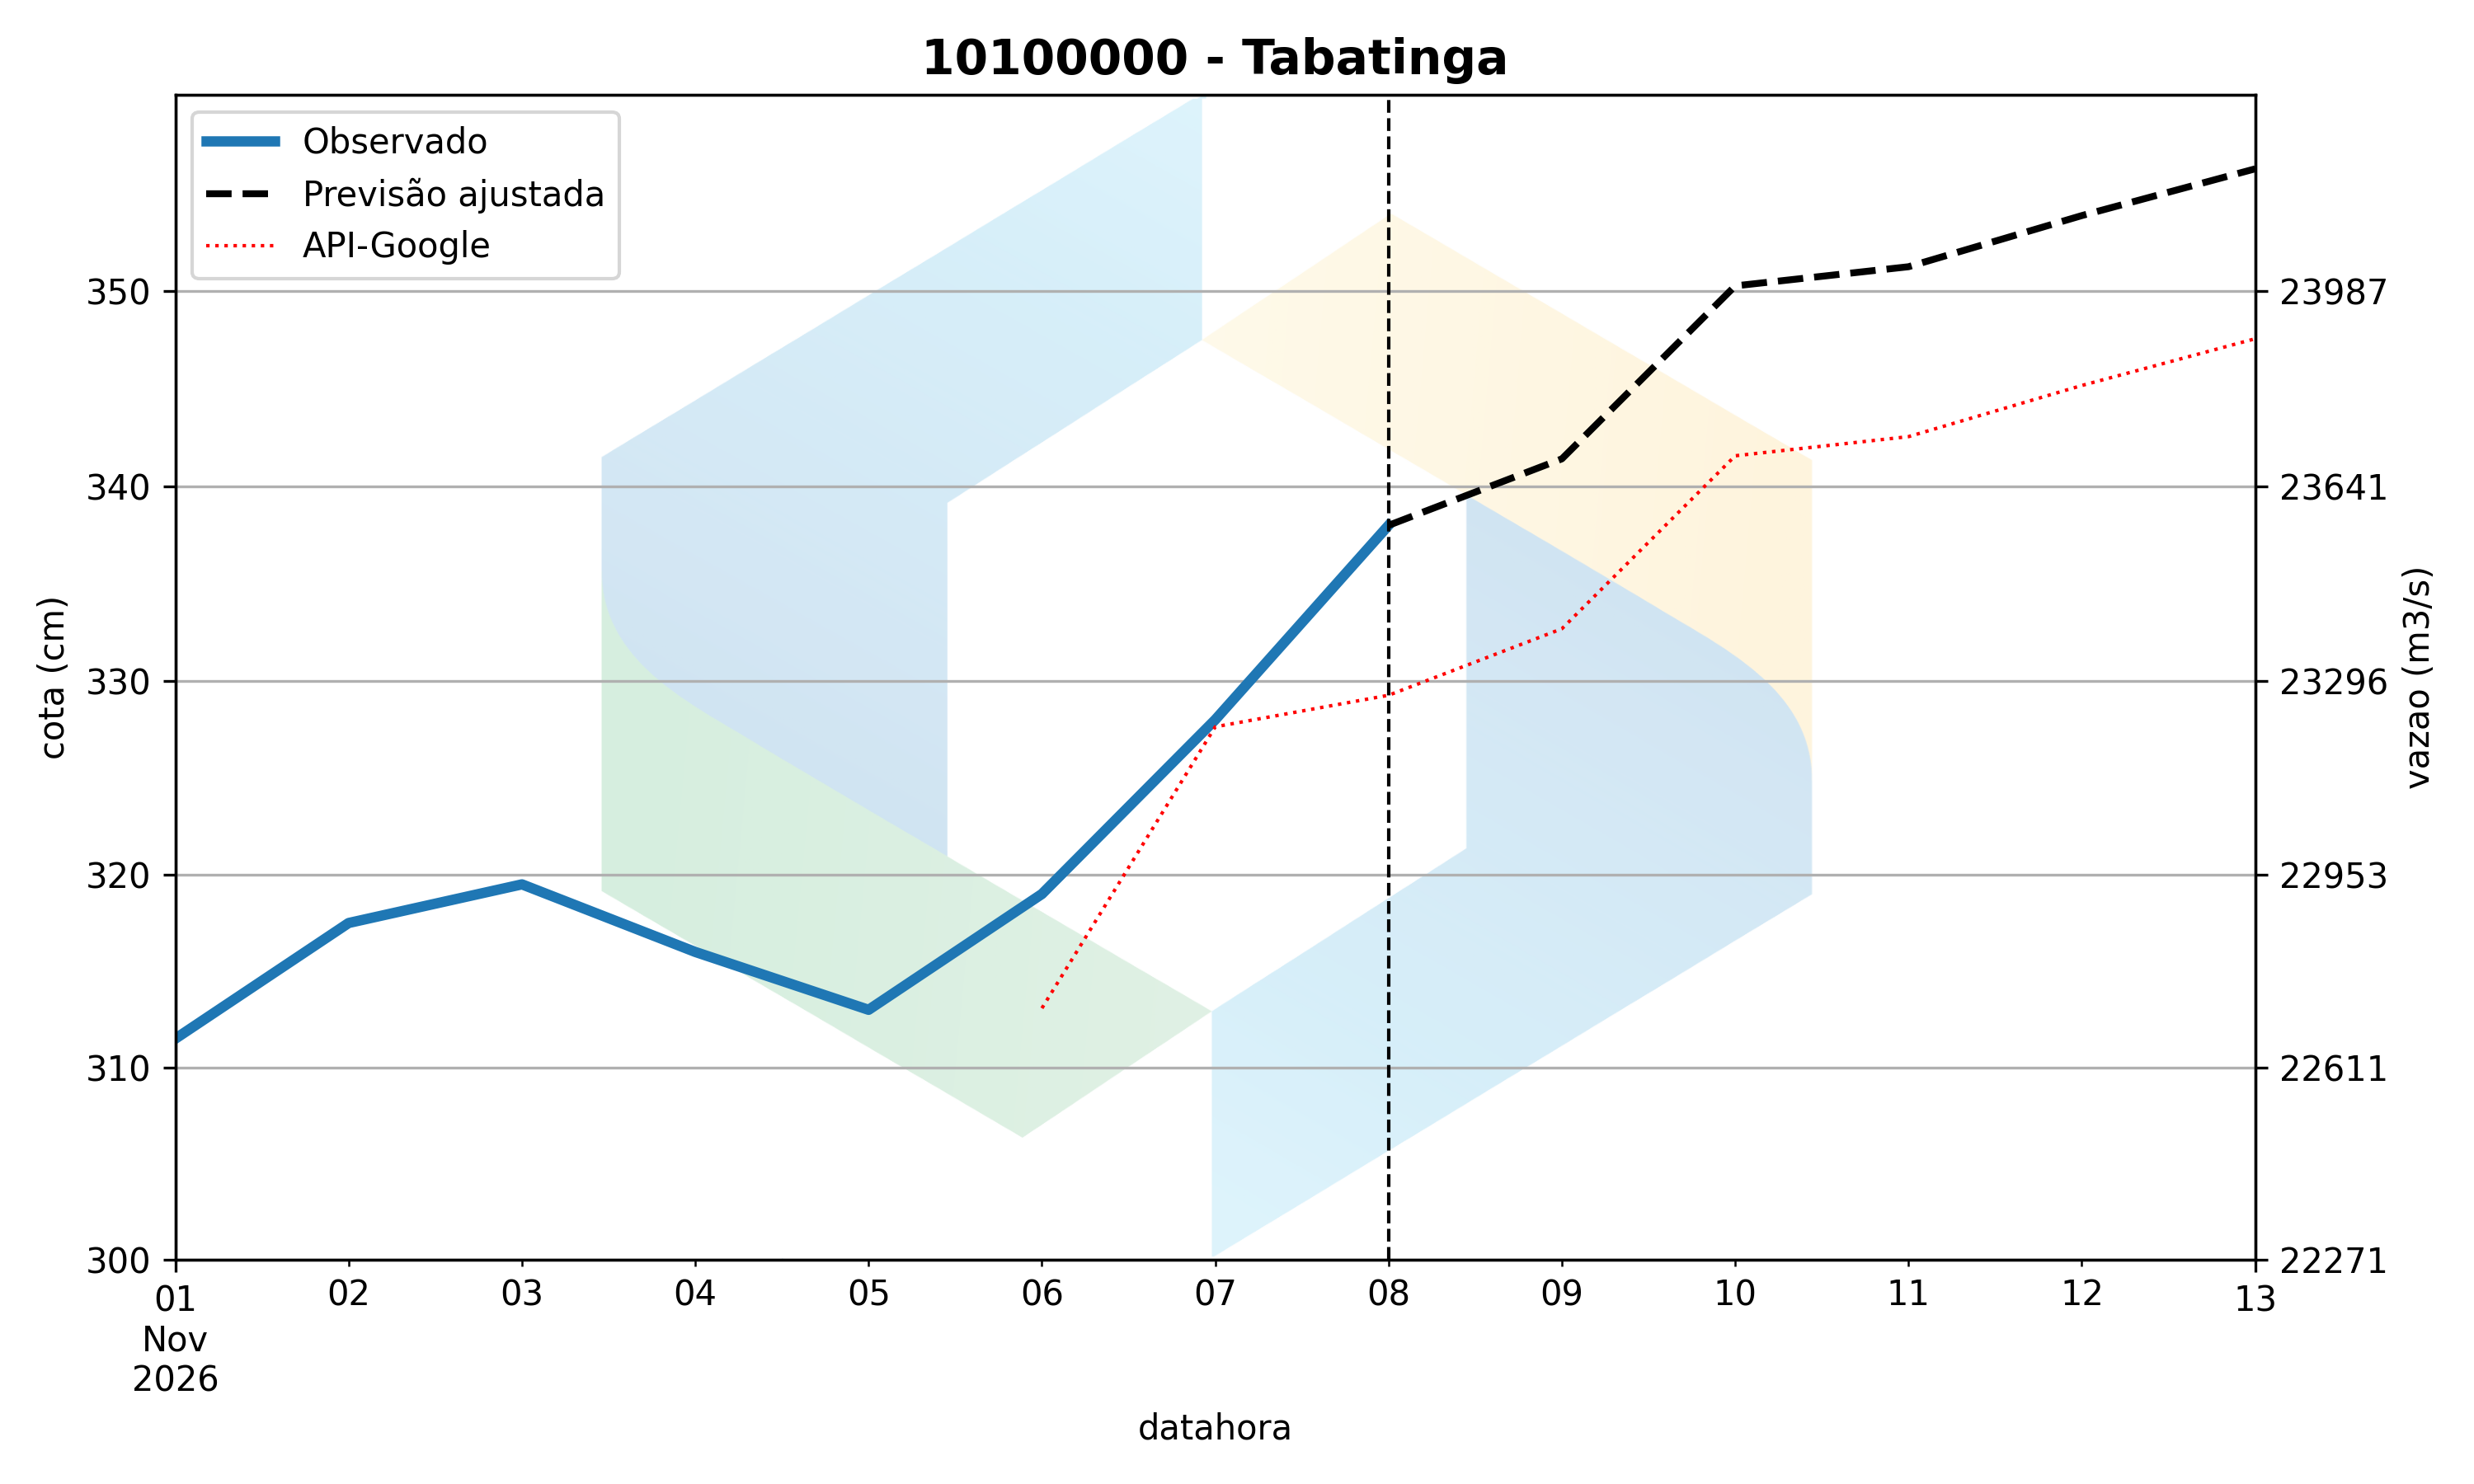 10100000 - Tabatinga
Observado
Previsão ajustada
API-Google
cota (cm)
350
340
330
320
310
300
23987
23641
23296
22953
22611
22271
vazao (m3/s)
01 02 03 04 05 06 07 08 09 10 11 12 13
Nov
2026
datahora